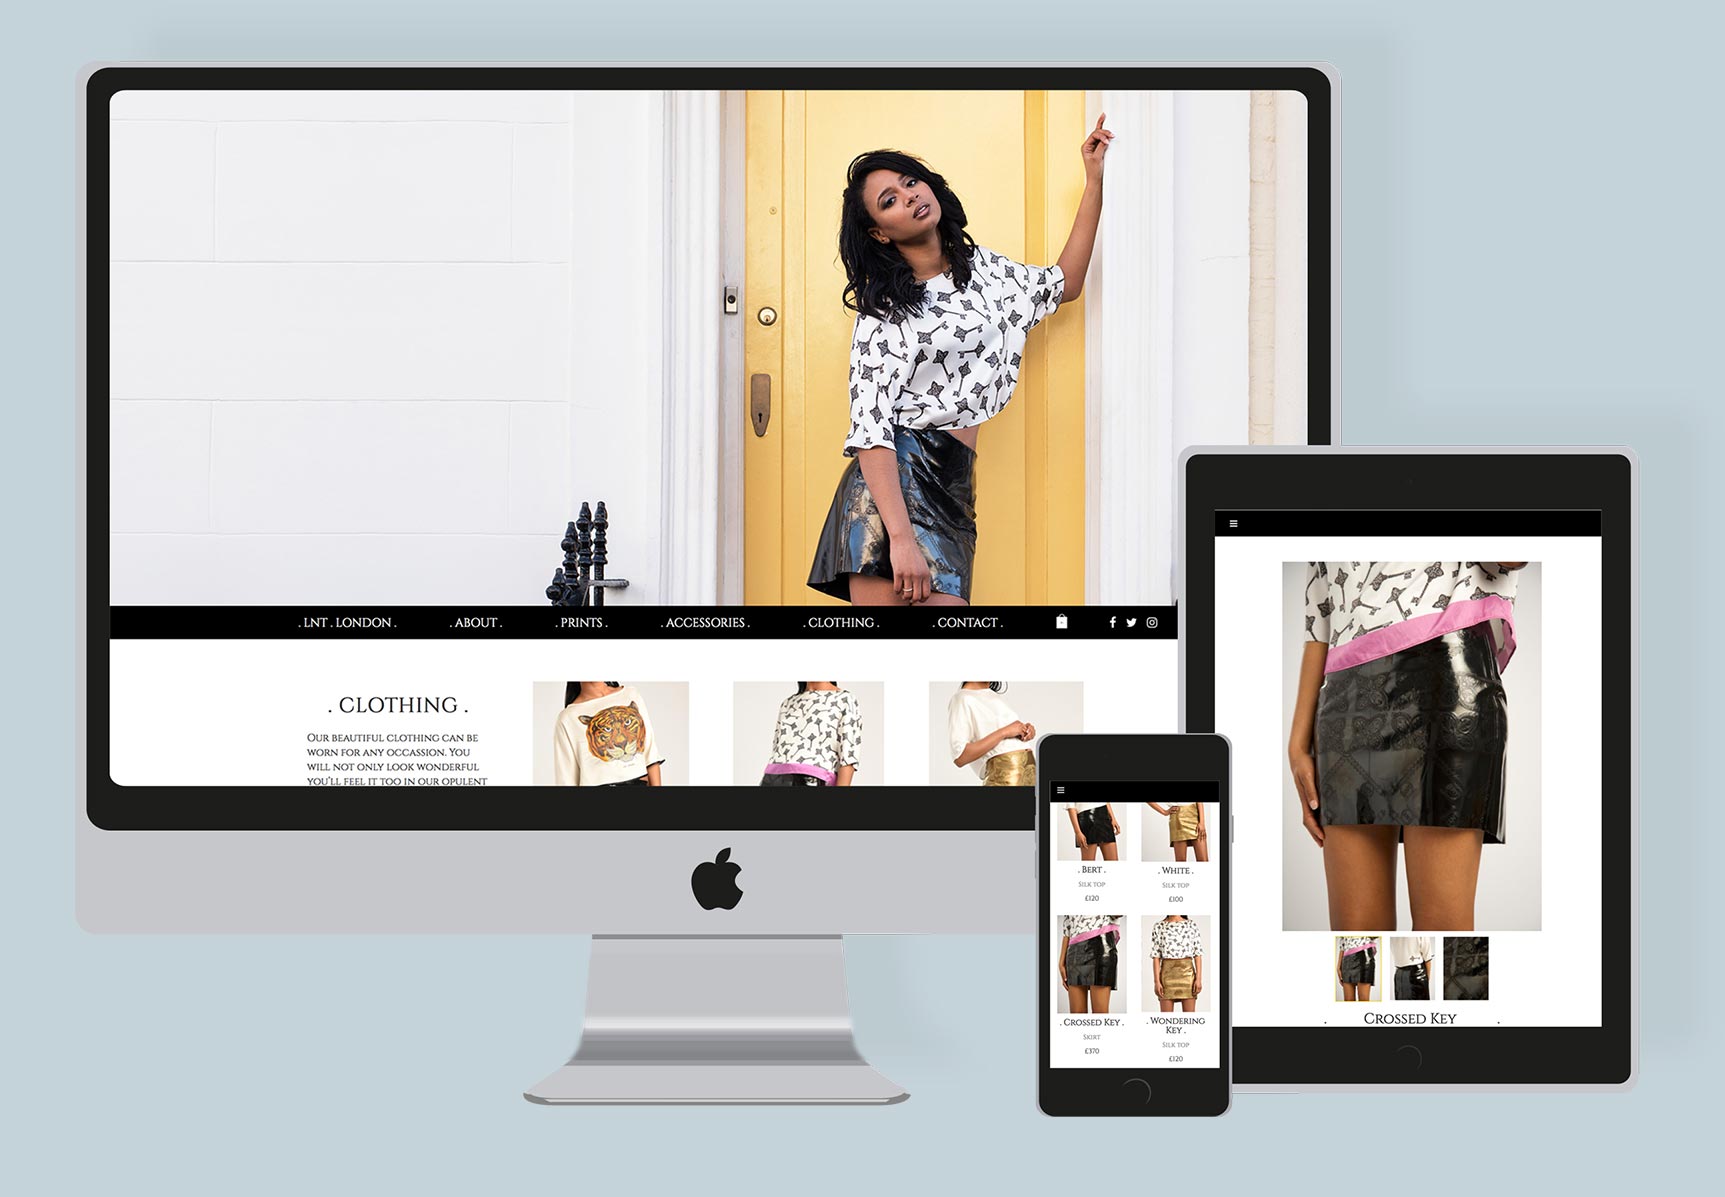 . LNT . LONDON .
. ABOUT .
. PRINTS .
. ACCESSORIES .
. CLOTHING .
. CONTACT .
. CLOTHING .
OUR BEAUTIFUL CLOTHING CAN BE
WORN FOR ANY OCCASSION. YOU
WILL NOT ONLY LOOK WONDERFUL
YOU'LL FEEL IT TOO IN OUR OPULENT
. BERT .
SILK TOP
£120
. WHITE .
SILK TOP
£100
. CROSSED KEY .
SKIRT
£370
. WONDERING
KEY .
SILK TOP
£120
. CROSSED KEY .